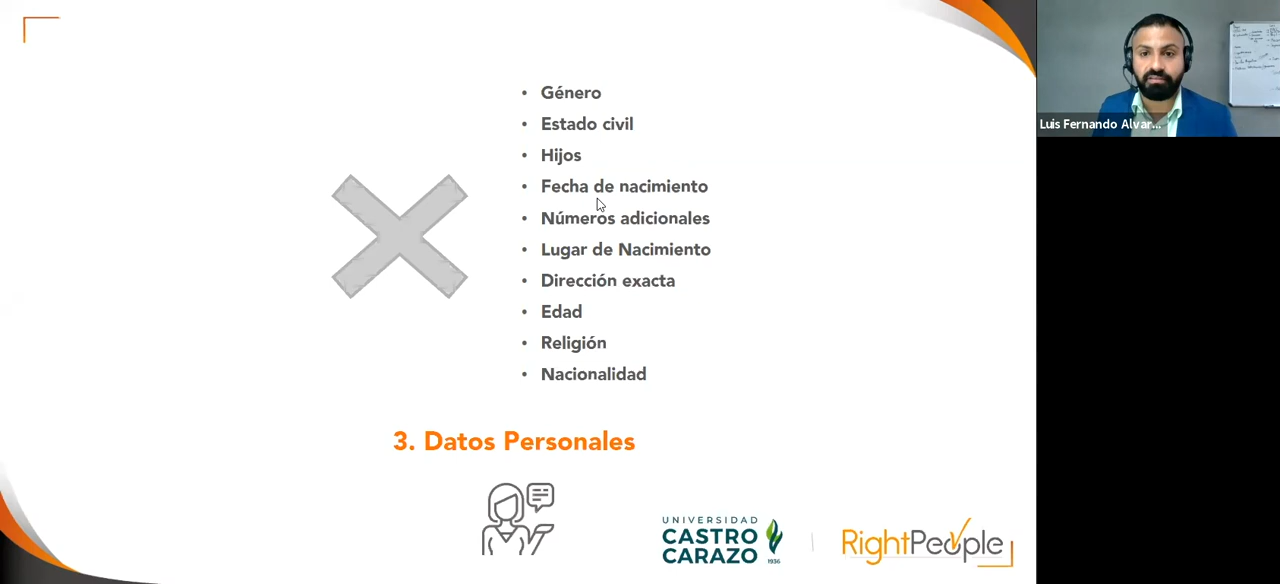 • Género
• Estado civil
• Hijos
• Fecha de nacimiento
• Números adicionales
• Lugar de Nacimiento
• Dirección exacta
• Edad
• Religión
• Nacionalidad
3. Datos Personales
UNIVERSIDAD
CASTRO
CARAZO
1936
RightPeople
Luis Fernando Alvar...